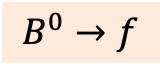 B⁰ → f